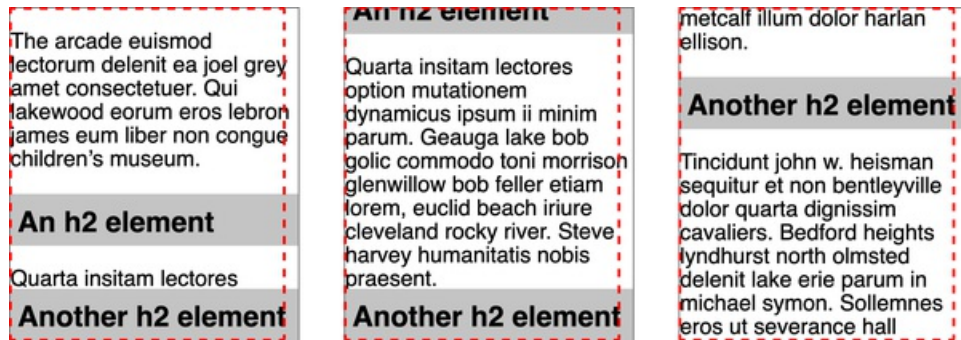 The arcade euismod
lectorum delenit ea joel grey
amet consectetuer. Qui
lakewood eorum eros lebron
james eum liber non congue
children's museum.
An h2 element
Quarta insitam lectores
Another h2 element
An h2 element
Quarta insitam lectores
option mutationem
dynamicus ipsum ii minim
parum. Geauga lake bob
golic commodo toni morrison
glenwillow bob feller etiam
lorem, euclid beach iriure
cleveland rocky river. Steve
harvey humanitatis nobis
praesent.
Another h2 element
metcalf illum dolor harlan
ellison.
Another h2 element
Tincidunt john w. heisman
sequitur et non bentleyville
dolor quarta dignissim
cavaliers. Bedford heights
lyndhurst north olmsted
delenit lake erie parum in
michael symon. Sollemnes
eros ut severance hall